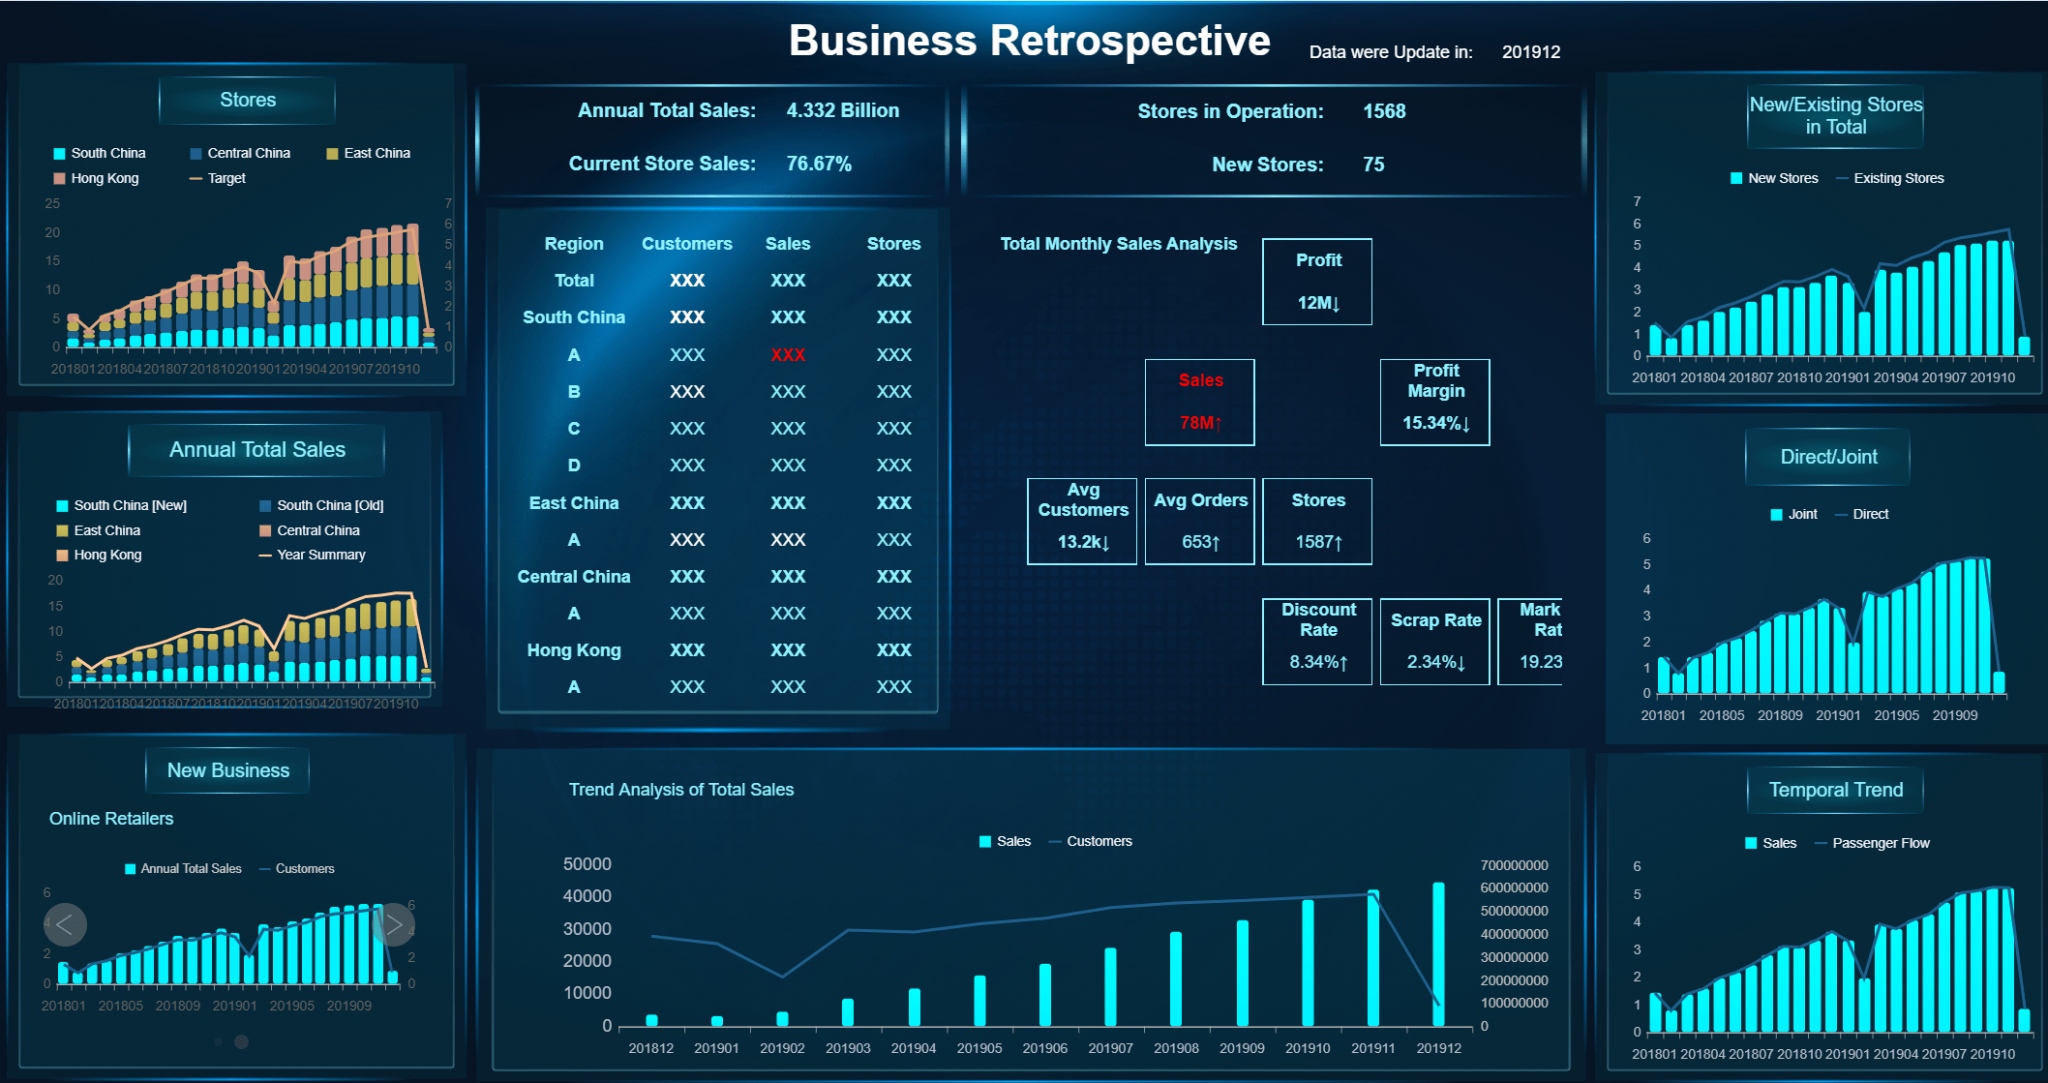 Business Retrospective
Data were Update in: 201912
Stores
South China Central China East China
Hong Kong Target
25 7
20 6
15 5
10 4
5 3
0 2
1
0
201801 201804 201807 201810 201901 201904 201907 201910
Annual Total Sales
South China [New] South China [Old]
East China Central China
Hong Kong Year Summary
20
15
10
5
0
201801 201804 201807 201810 201901 201904 201907 201910
New Business
Online Retailers
Annual Total Sales Customers
6 6
4 4
2 2
0 0
201801 201805 201809 201901 201905 201909
Annual Total Sales: 4.332 Billion
Current Store Sales: 76.67%
Stores in Operation: 1568
New Stores: 75
Region Customers Sales Stores
Total XXX XXX XXX
South China XXX XXX XXX
A XXX XXX XXX
B XXX XXX XXX
C XXX XXX XXX
D XXX XXX XXX
East China XXX XXX XXX
A XXX XXX XXX
Central China XXX XXX XXX
A XXX XXX XXX
Hong Kong XXX XXX XXX
A XXX XXX XXX
Total Monthly Sales Analysis
Profit
12M↓
Sales
78M↑
Profit
Margin
15.34%↓
Avg
Customers
13.2k↓
Avg Orders
653↑
Stores
1587↑
Discount
Rate
8.34%↑
Scrap Rate
2.34%↓
Mark
Rat
19.23
Trend Analysis of Total Sales
Sales Customers
50000 700000000
40000 600000000
30000 500000000
20000 400000000
10000 300000000
0 200000000
100000000
0
201812 201901 201902 201903 201904 201905 201906 201907 201908 201909 201910 201911 201912
New/Existing Stores
in Total
New Stores Existing Stores
7
6
5
4
3
2
1
0
201801 201804 201807 201810 201901 201904 201907 201910
Direct/Joint
Joint Direct
6
5
4
3
2
1
0
201801 201805 201809 201901 201905 201909
Temporal Trend
Sales Passenger Flow
6
5
4
3
2
1
0
201801 201804 201807 201810 201901 201904 201907 201910